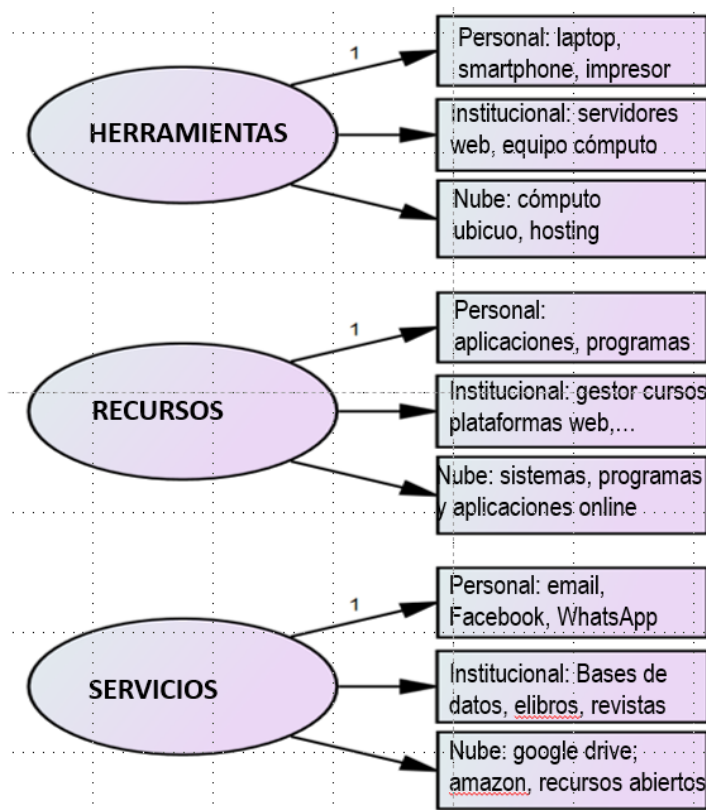 1
Personal: laptop,
smartphone, impresor
HERRAMIENTAS
Institucional: servidores
web, equipo cómputo
Nube: cómputo
ubicuo, hosting
1
Personal:
aplicaciones, programas
RECURSOS
Institucional: gestor cursos
plataformas web,...
Nube: sistemas, programas
y aplicaciones online
1
Personal: email,
Facebook, WhatsApp
SERVICIOS
Institucional: Bases de
datos, elibros, revistas
Nube: google drive;
amazon, recursos abiertos